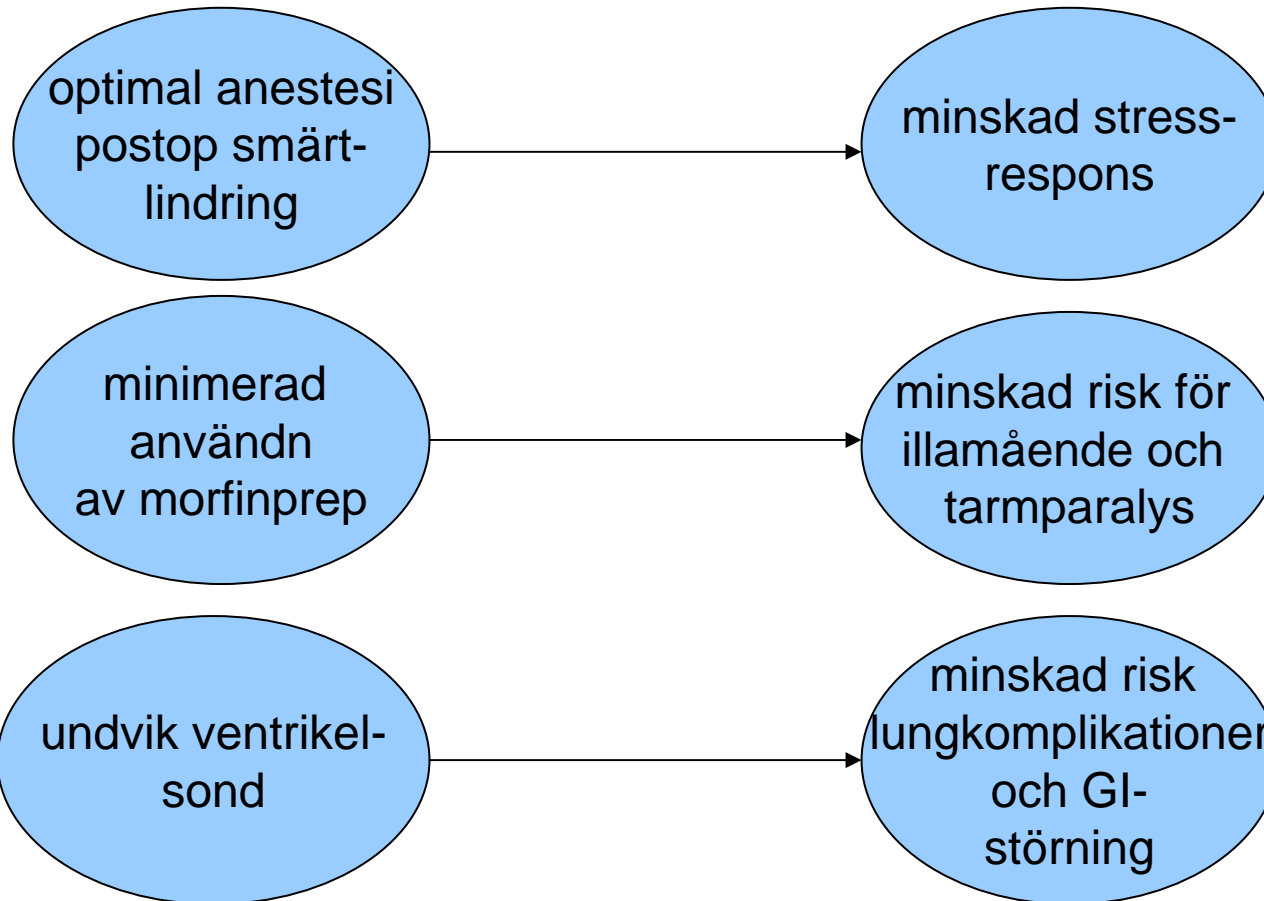 optimal anestesi
postop smärt-
lindring
minskad stress-
respons
minimerad
användn
av morfinprep
minskad risk för
illamående och
tarmparalys
undvik ventrikel-
sond
minskad risk
lungkomplikationer
och GI-
störning